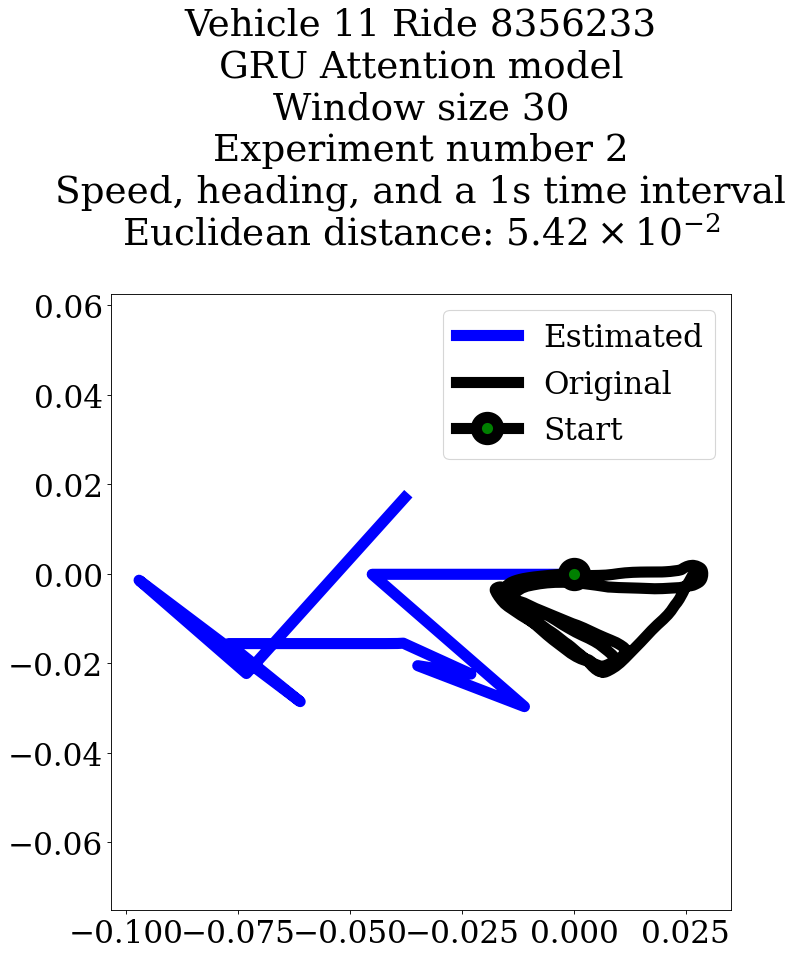 Vehicle 11 Ride 8356233
GRU Attention model
Window size 30
Experiment number 2
Speed, heading, and a 1s time interval
Euclidean distance: 5.42 × 10⁻²
Estimated
Original
Start
0.06
0.04
0.02
0.00
−0.02
−0.04
−0.06
−0.100 −0.075 −0.050 −0.025 0.000 0.025